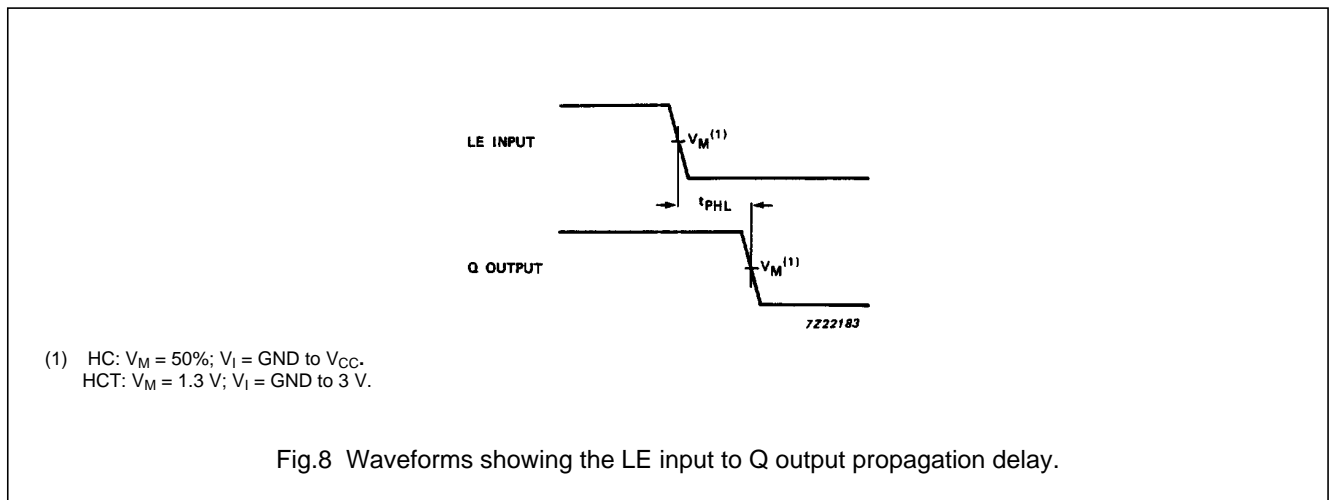 LE INPUT
VM(1)
tPHL
Q OUTPUT
VM(1)
7Z22183
(1) HC: VM = 50%; VI = GND to VCC.
HCT: VM = 1.3 V; VI = GND to 3 V.
Fig.8 Waveforms showing the LE input to Q output propagation delay.